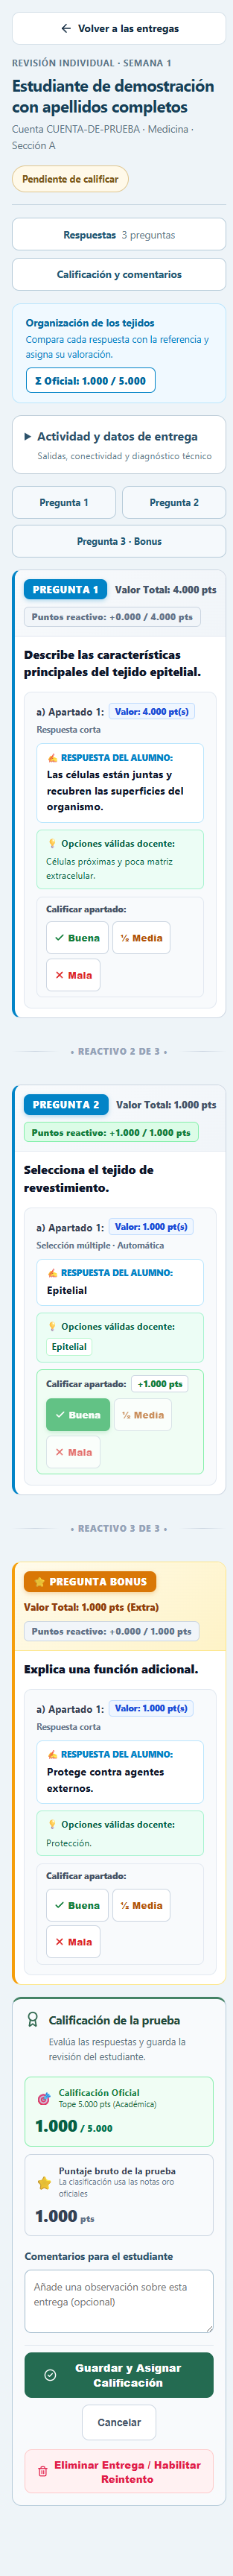 ← Volver a las entregas
REVISIÓN INDIVIDUAL · SEMANA 1
Estudiante de demostración
con apellidos completos
Cuenta CUENTA-DE-PRUEBA · Medicina ·
Sección A
Pendiente de calificar
Respuestas 3 preguntas
Calificación y comentarios
Organización de los tejidos
Compara cada respuesta con la referencia y
asigna su valoración.
Σ Oficial: 1.000 / 5.000
▶ Actividad y datos de entrega
Salidas, conectividad y diagnóstico técnico
Pregunta 1
Pregunta 2
Pregunta 3 · Bonus
PREGUNTA 1 Valor Total: 4.000 pts
Puntos reactivo: +0.000 / 4.000 pts
Describe las características
principales del tejido epitelial.
a) Apartado 1: Valor: 4.000 pt(s)
Respuesta corta
✍️ RESPUESTA DEL ALUMNO:
Las células están juntas y
recubren las superficies del
organismo.
💡 Opciones válidas docente:
Células próximas y poca matriz
extracelular.
Calificar apartado:
✓ Buena
½ Media
✕ Mala
• REACTIVO 2 DE 3 •
PREGUNTA 2 Valor Total: 1.000 pts
Puntos reactivo: +1.000 / 1.000 pts
Selecciona el tejido de
revestimiento.
a) Apartado 1: Valor: 1.000 pt(s)
Selección múltiple · Automática
✍️ RESPUESTA DEL ALUMNO:
Epitelial
💡 Opciones válidas docente:
Epitelial
Calificar apartado: +1.000 pts
✓ Buena
½ Media
✕ Mala
• REACTIVO 3 DE 3 •
⭐ PREGUNTA BONUS
Valor Total: 1.000 pts (Extra)
Puntos reactivo: +0.000 / 1.000 pts
Explica una función adicional.
a) Apartado 1: Valor: 1.000 pt(s)
Respuesta corta
✍️ RESPUESTA DEL ALUMNO:
Protege contra agentes
externos.
💡 Opciones válidas docente:
Protección.
Calificar apartado:
✓ Buena
½ Media
✕ Mala
Calificación de la prueba
Evalúa las respuestas y guarda la
revisión del estudiante.
🎯 Calificación Oficial
Tope 5.000 pts (Académica)
1.000 / 5.000
⭐ Puntaje bruto de la prueba
La clasificación usa las notas oro
oficiales
1.000 pts
Comentarios para el estudiante
Añade una observación sobre esta
entrega (opcional)
Guardar y Asignar
Calificación
Cancelar
Eliminar Entrega / Habilitar
Reintento